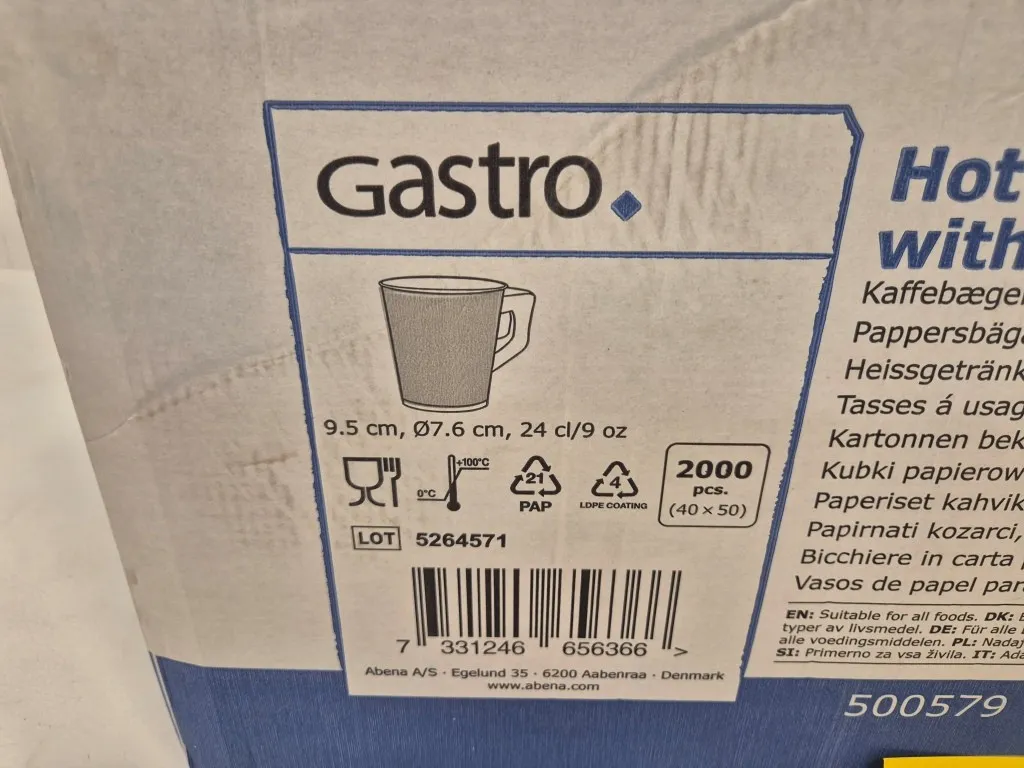 Gastro
9.5 cm, Ø7.6 cm, 24 cl/9 oz
+100°C
0°C
21
PAP
4
LDPE COATING
2000
pcs.
(40 × 50)
LOT 5264571
7 331246 656366 >
Abena A/S · Egelund 35 · 6200 Aabenraa · Denmark
www.abena.com
Hot
with
Kaffebæge
Pappersbäg
Heissgetränk
Tasses á usag
Kartonnen bek
Kubki papierow
Paperiset kahvik
Papirnati kozarci,
Bicchiere in carta
Vasos de papel par
EN: Suitable for all foods. DK:
typer av livsmedel. DE: Für alle
alle voedingsmiddelen. PL: Nadaj
SI: Primerno za vsa živila. IT: Ada
500579